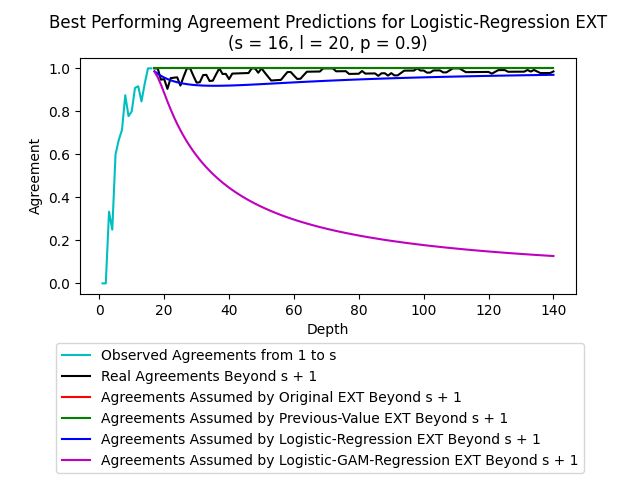 Best Performing Agreement Predictions for Logistic-Regression EXT
(s = 16, l = 20, p = 0.9)
1.0
0.8
0.6
0.4
0.2
0.0
Agreement
0 20 40 60 80 100 120 140
Depth
Observed Agreements from 1 to s
Real Agreements Beyond s + 1
Agreements Assumed by Original EXT Beyond s + 1
Agreements Assumed by Previous-Value EXT Beyond s + 1
Agreements Assumed by Logistic-Regression EXT Beyond s + 1
Agreements Assumed by Logistic-GAM-Regression EXT Beyond s + 1